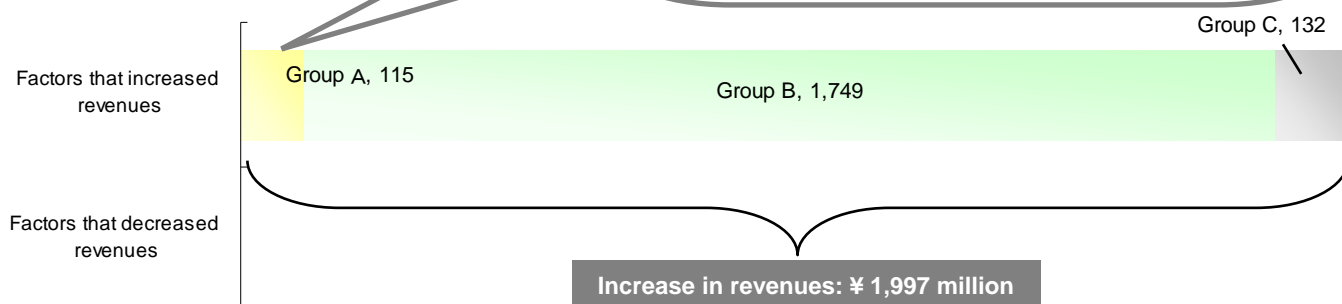 Group C, 132
Factors that increased
revenues
Group A, 115
Group B, 1,749
Factors that decreased
revenues
Increase in revenues: ¥ 1,997 million